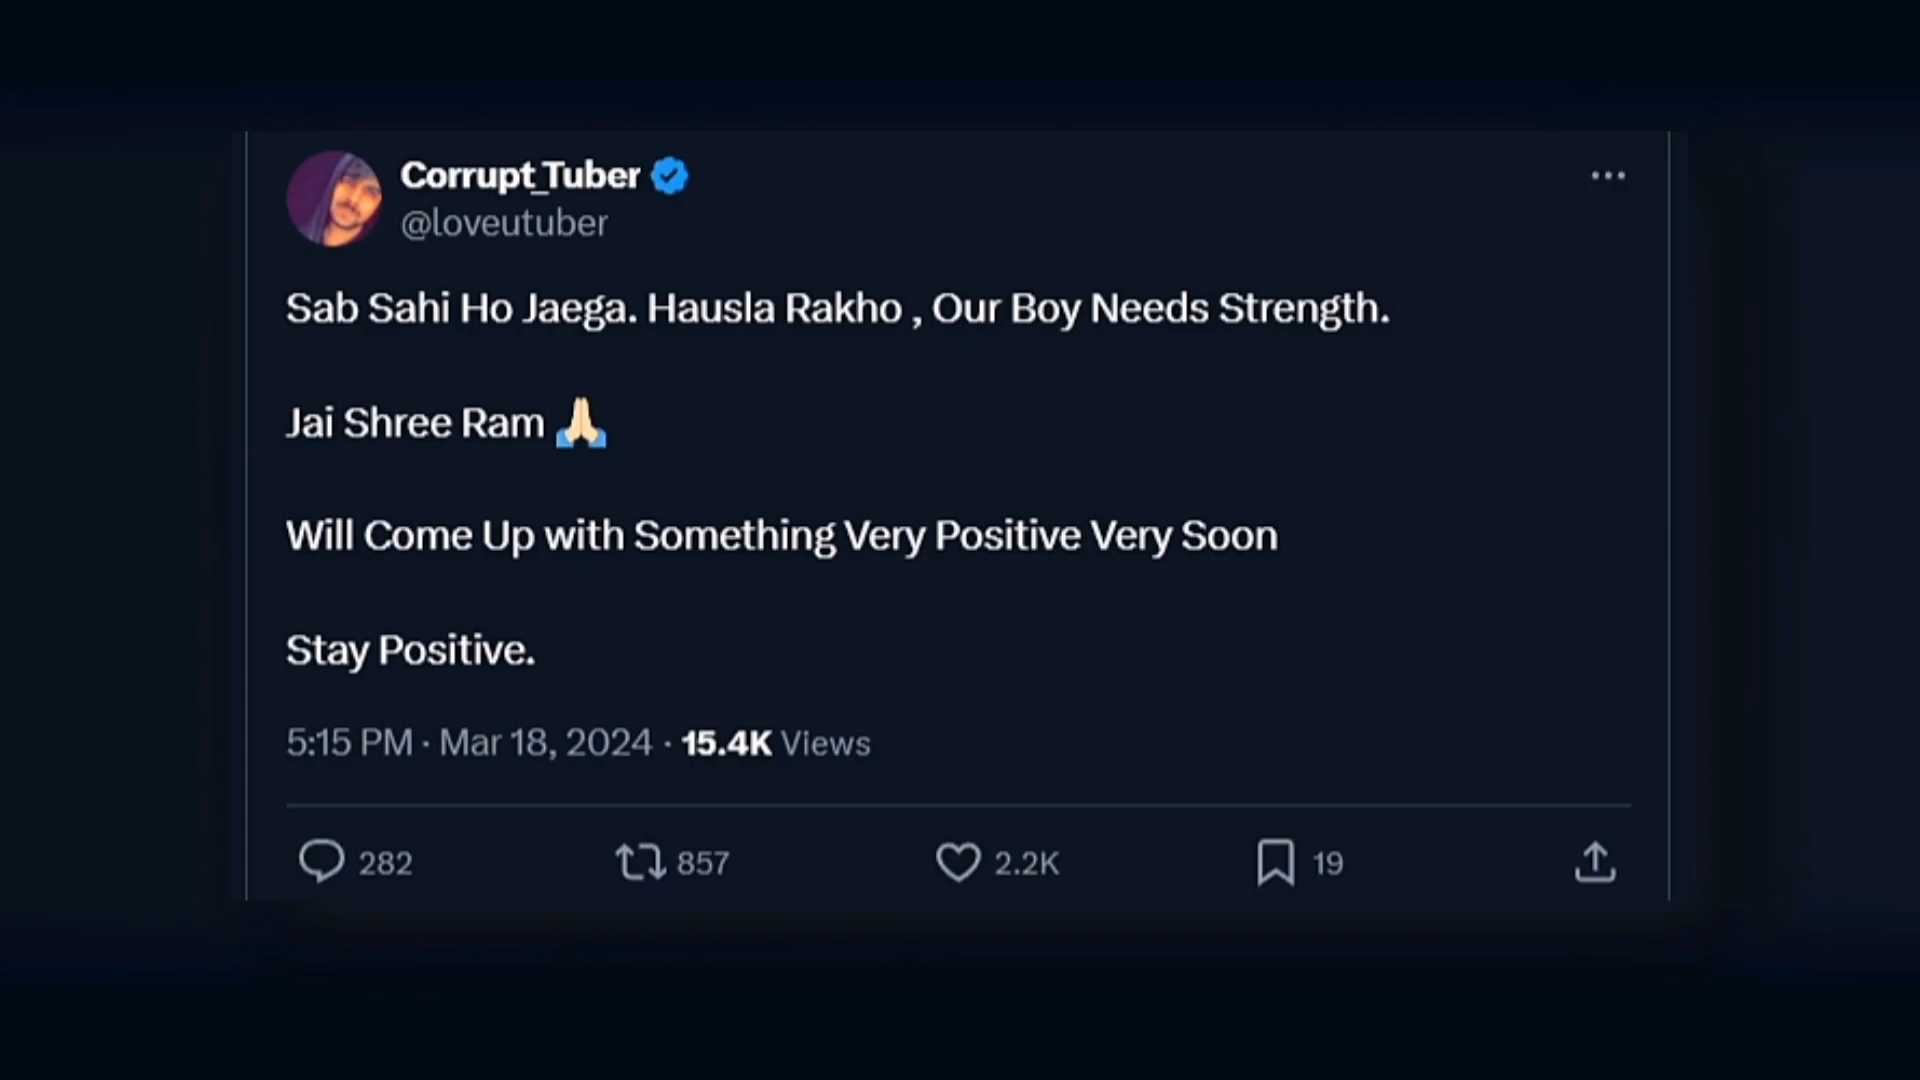 Corrupt_Tuber
@loveutuber
Sab Sahi Ho Jaega. Hausla Rakho , Our Boy Needs Strength.
Jai Shree Ram 🙏🏻
Will Come Up with Something Very Positive Very Soon
Stay Positive.
5:15 PM · Mar 18, 2024 · 15.4K Views
282 857 2.2K 19